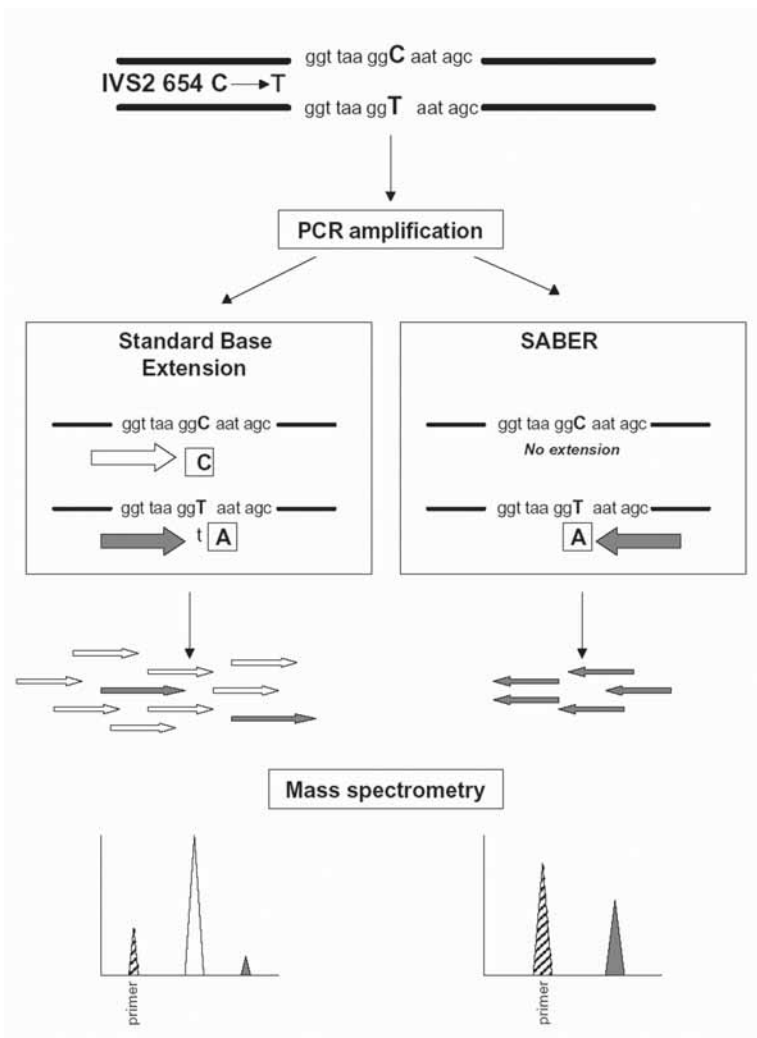 ggt taa ggC aat agc
IVS2 654 C→T
ggt taa ggT aat agc
PCR amplification
Standard Base
Extension
ggt taa ggC aat agc
C
ggt taa ggT aat agc
t A
SABER
ggt taa ggC aat agc
No extension
ggt taa ggT aat agc
A
Mass spectrometry
primer
primer